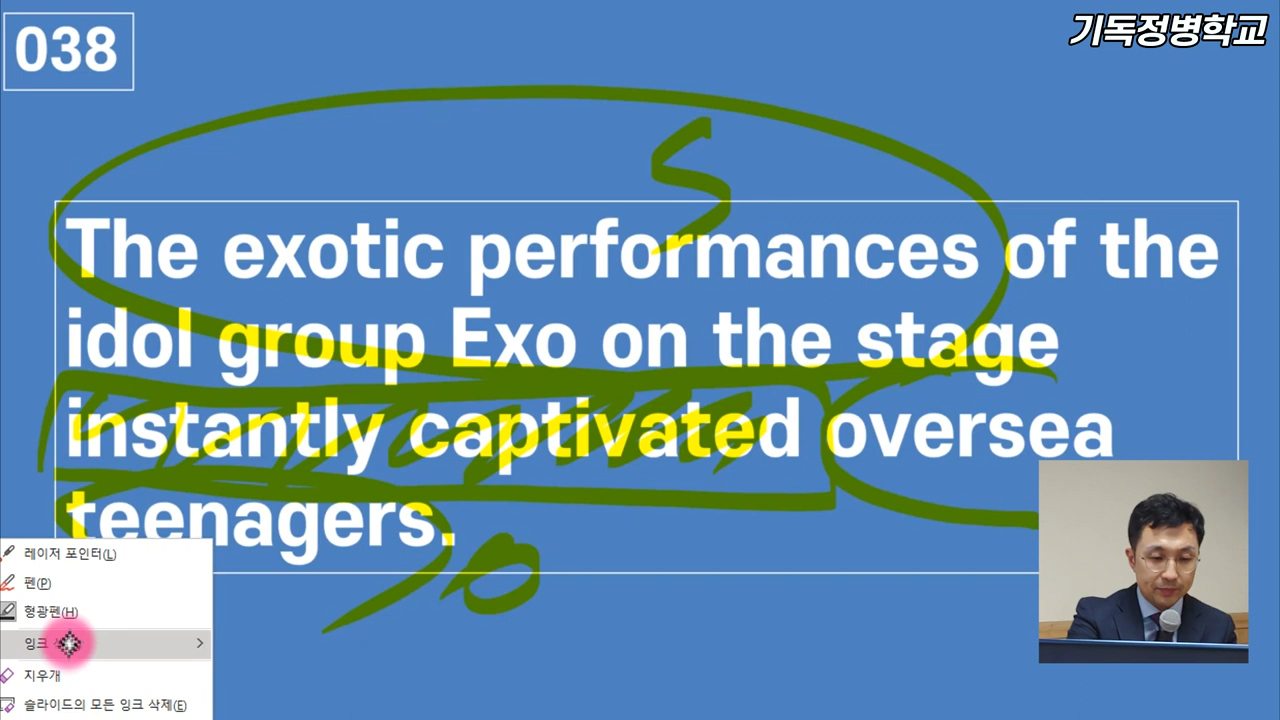 038
기독정병학교
S
The exotic performances of the
idol group Exo on the stage
instantly captivated oversea
teenagers.
O
레이저 포인터(L)
펜(P)
형광펜(H)
잉크
지우개
슬라이드의 모든 잉크 삭제(E)